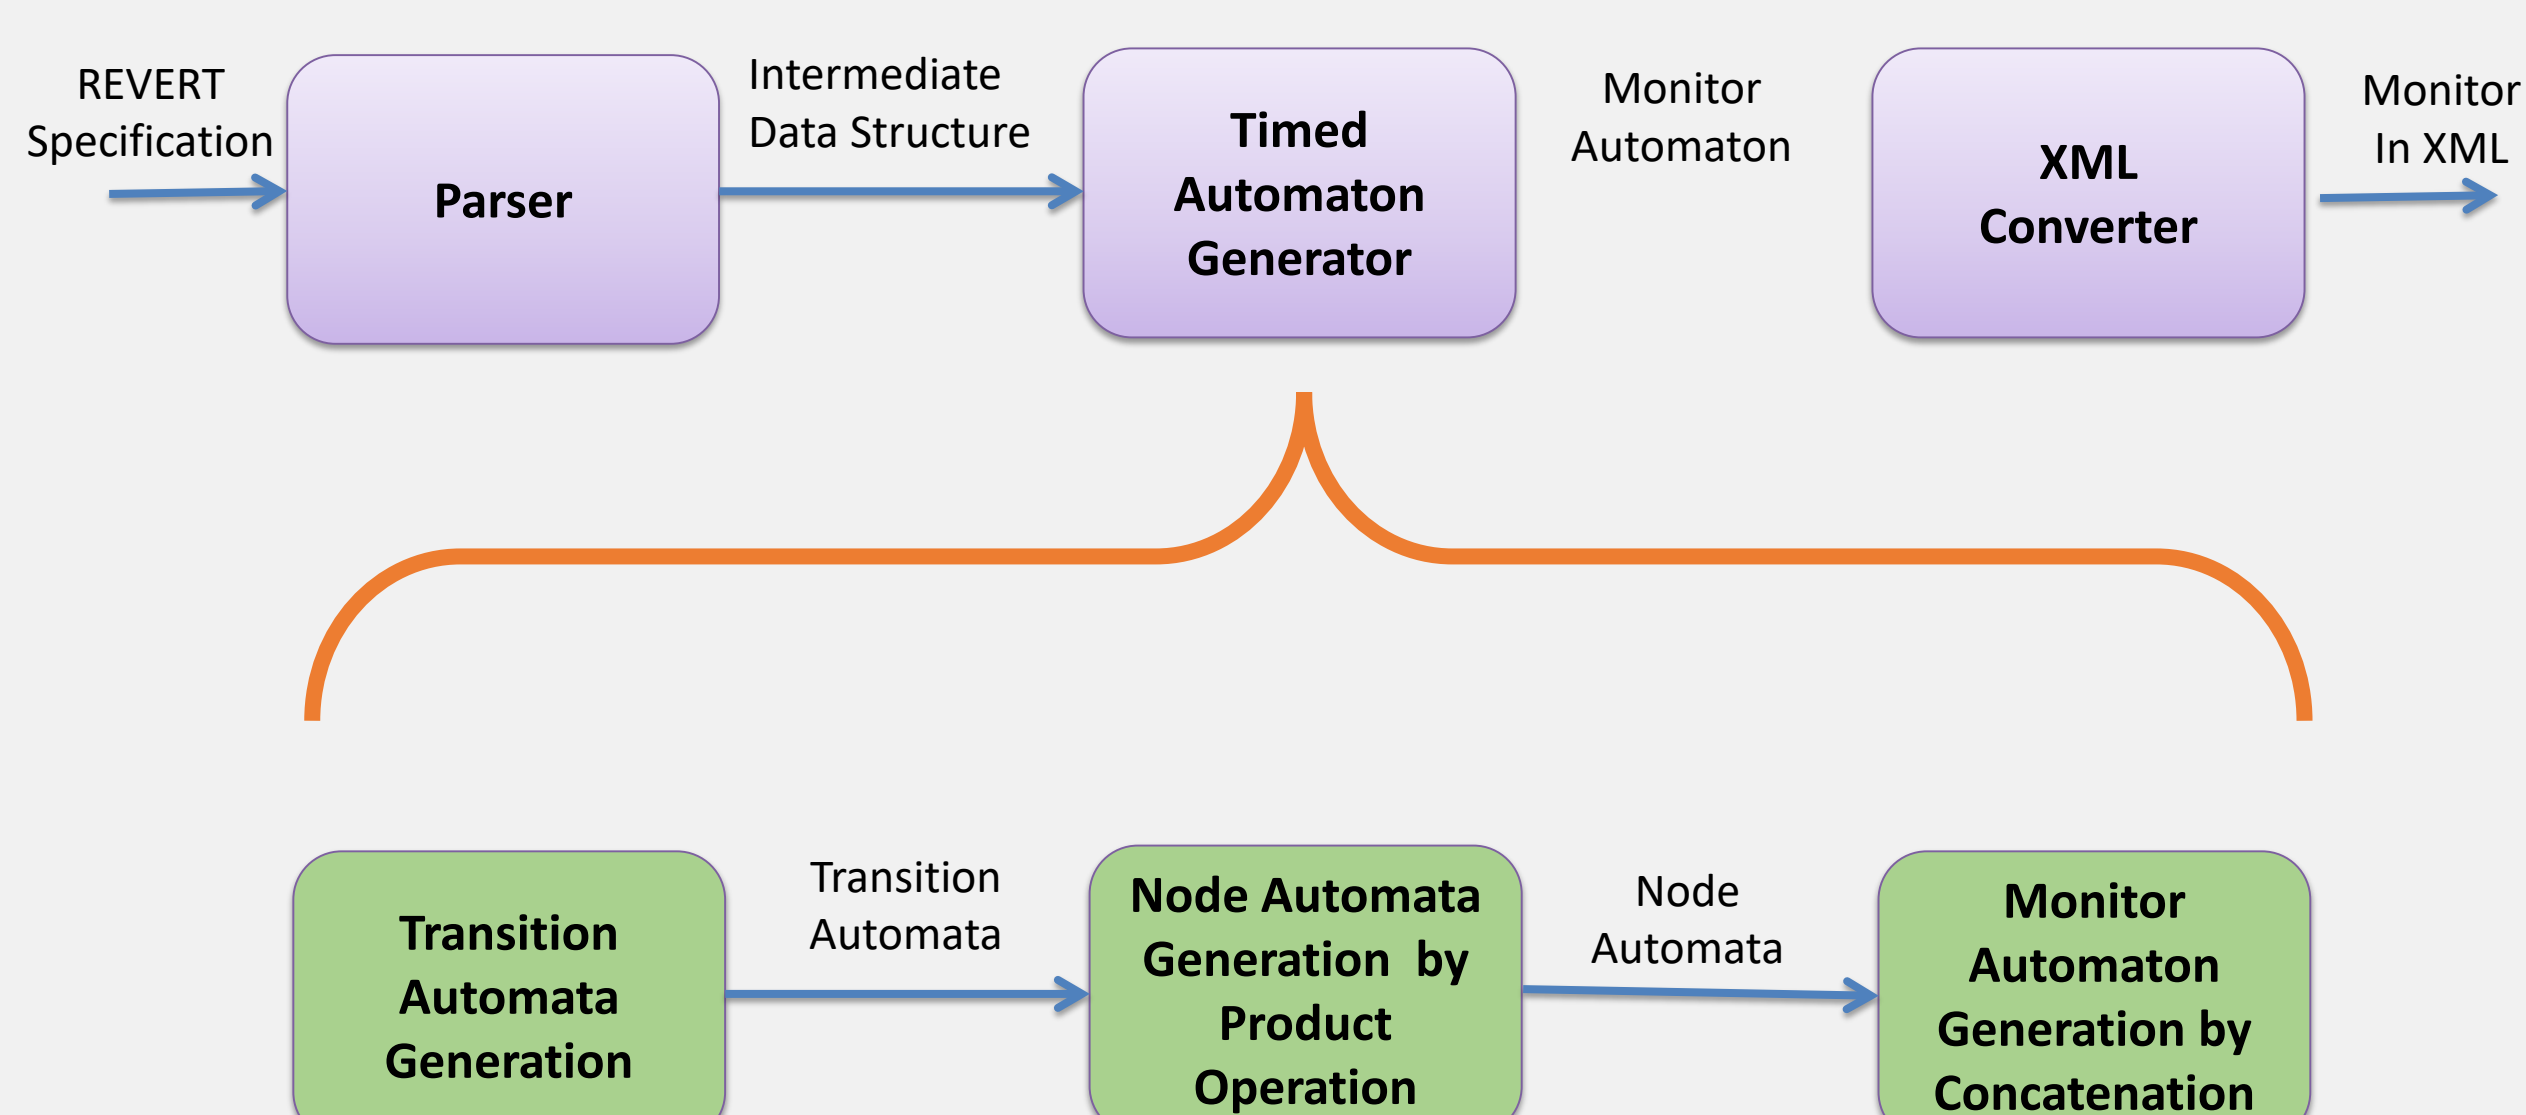 REVERT
Specification
Parser
Intermediate
Data Structure
Timed
Automaton
Generator
Monitor
Automaton
XML
Converter
Monitor
In XML
Transition
Automata
Generation
Transition
Automata
Node Automata
Generation by
Product
Operation
Node
Automata
Monitor
Automaton
Generation by
Concatenation